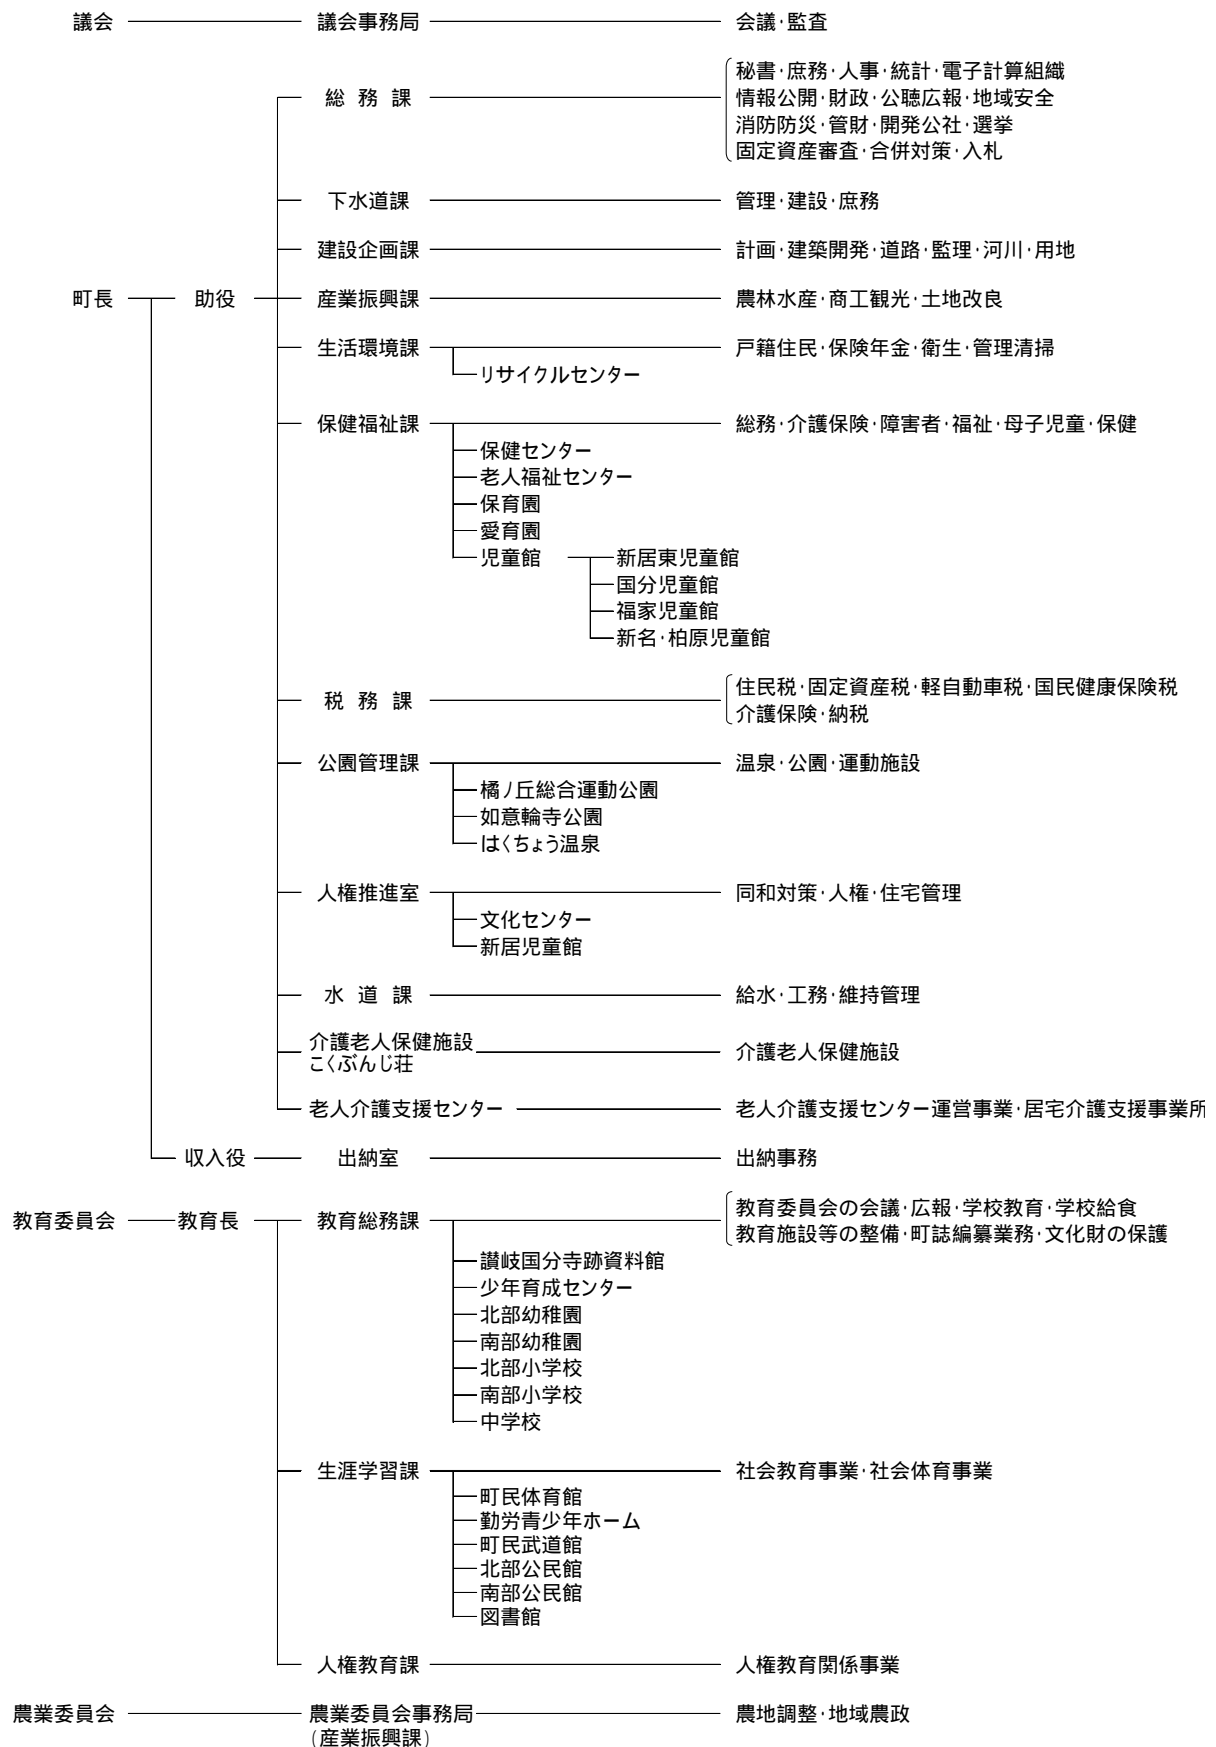 議会 議会事務局 会議・監査
秘書・庶務・人事・統計・電子計算組織
総務課 情報公開・財政・公聴広報・地域安全
消防防災・管財・開発公社・選挙
固定資産審査・合併対策・入札
下水道課 管理・建設・庶務
建設企画課 計画・建築開発・道路・監理・河川・用地
町長 助役 産業振興課 農林水産・商工観光・土地改良
生活環境課 戸籍住民・保険年金・衛生・管理清掃
リサイクルセンター
保健福祉課 総務・介護保険・障害者・福祉・母子児童・保健
保健センター
老人福祉センター
保育園
愛育園
児童館 新居東児童館
国分児童館
福家児童館
新名・柏原児童館
税務課 住民税・固定資産税・軽自動車税・国民健康保険税
介護保険・納税
公園管理課 温泉・公園・運動施設
橘ノ丘総合運動公園
如意輪寺公園
はくちょう温泉
人権推進室 同和対策・人権・住宅管理
文化センター
新居児童館
水道課 給水・工務・維持管理
介護老人保健施設 介護老人保健施設
こくぶんじ荘
老人介護支援センター 老人介護支援センター運営事業・居宅介護支援事業所
収入役 出納室 出納事務
教育委員会 教育長 教育総務課 教育委員会の会議・広報・学校教育・学校給食
教育施設等の整備・町誌編纂業務・文化財の保護
讃岐国分寺跡資料館
少年育成センター
北部幼稚園
南部幼稚園
北部小学校
南部小学校
中学校
生涯学習課 社会教育事業・社会体育事業
町民体育館
勤労青少年ホーム
町民武道館
北部公民館
南部公民館
図書館
人権教育課 人権教育関係事業
農業委員会 農業委員会事務局 農地調整・地域農政
(産業振興課)